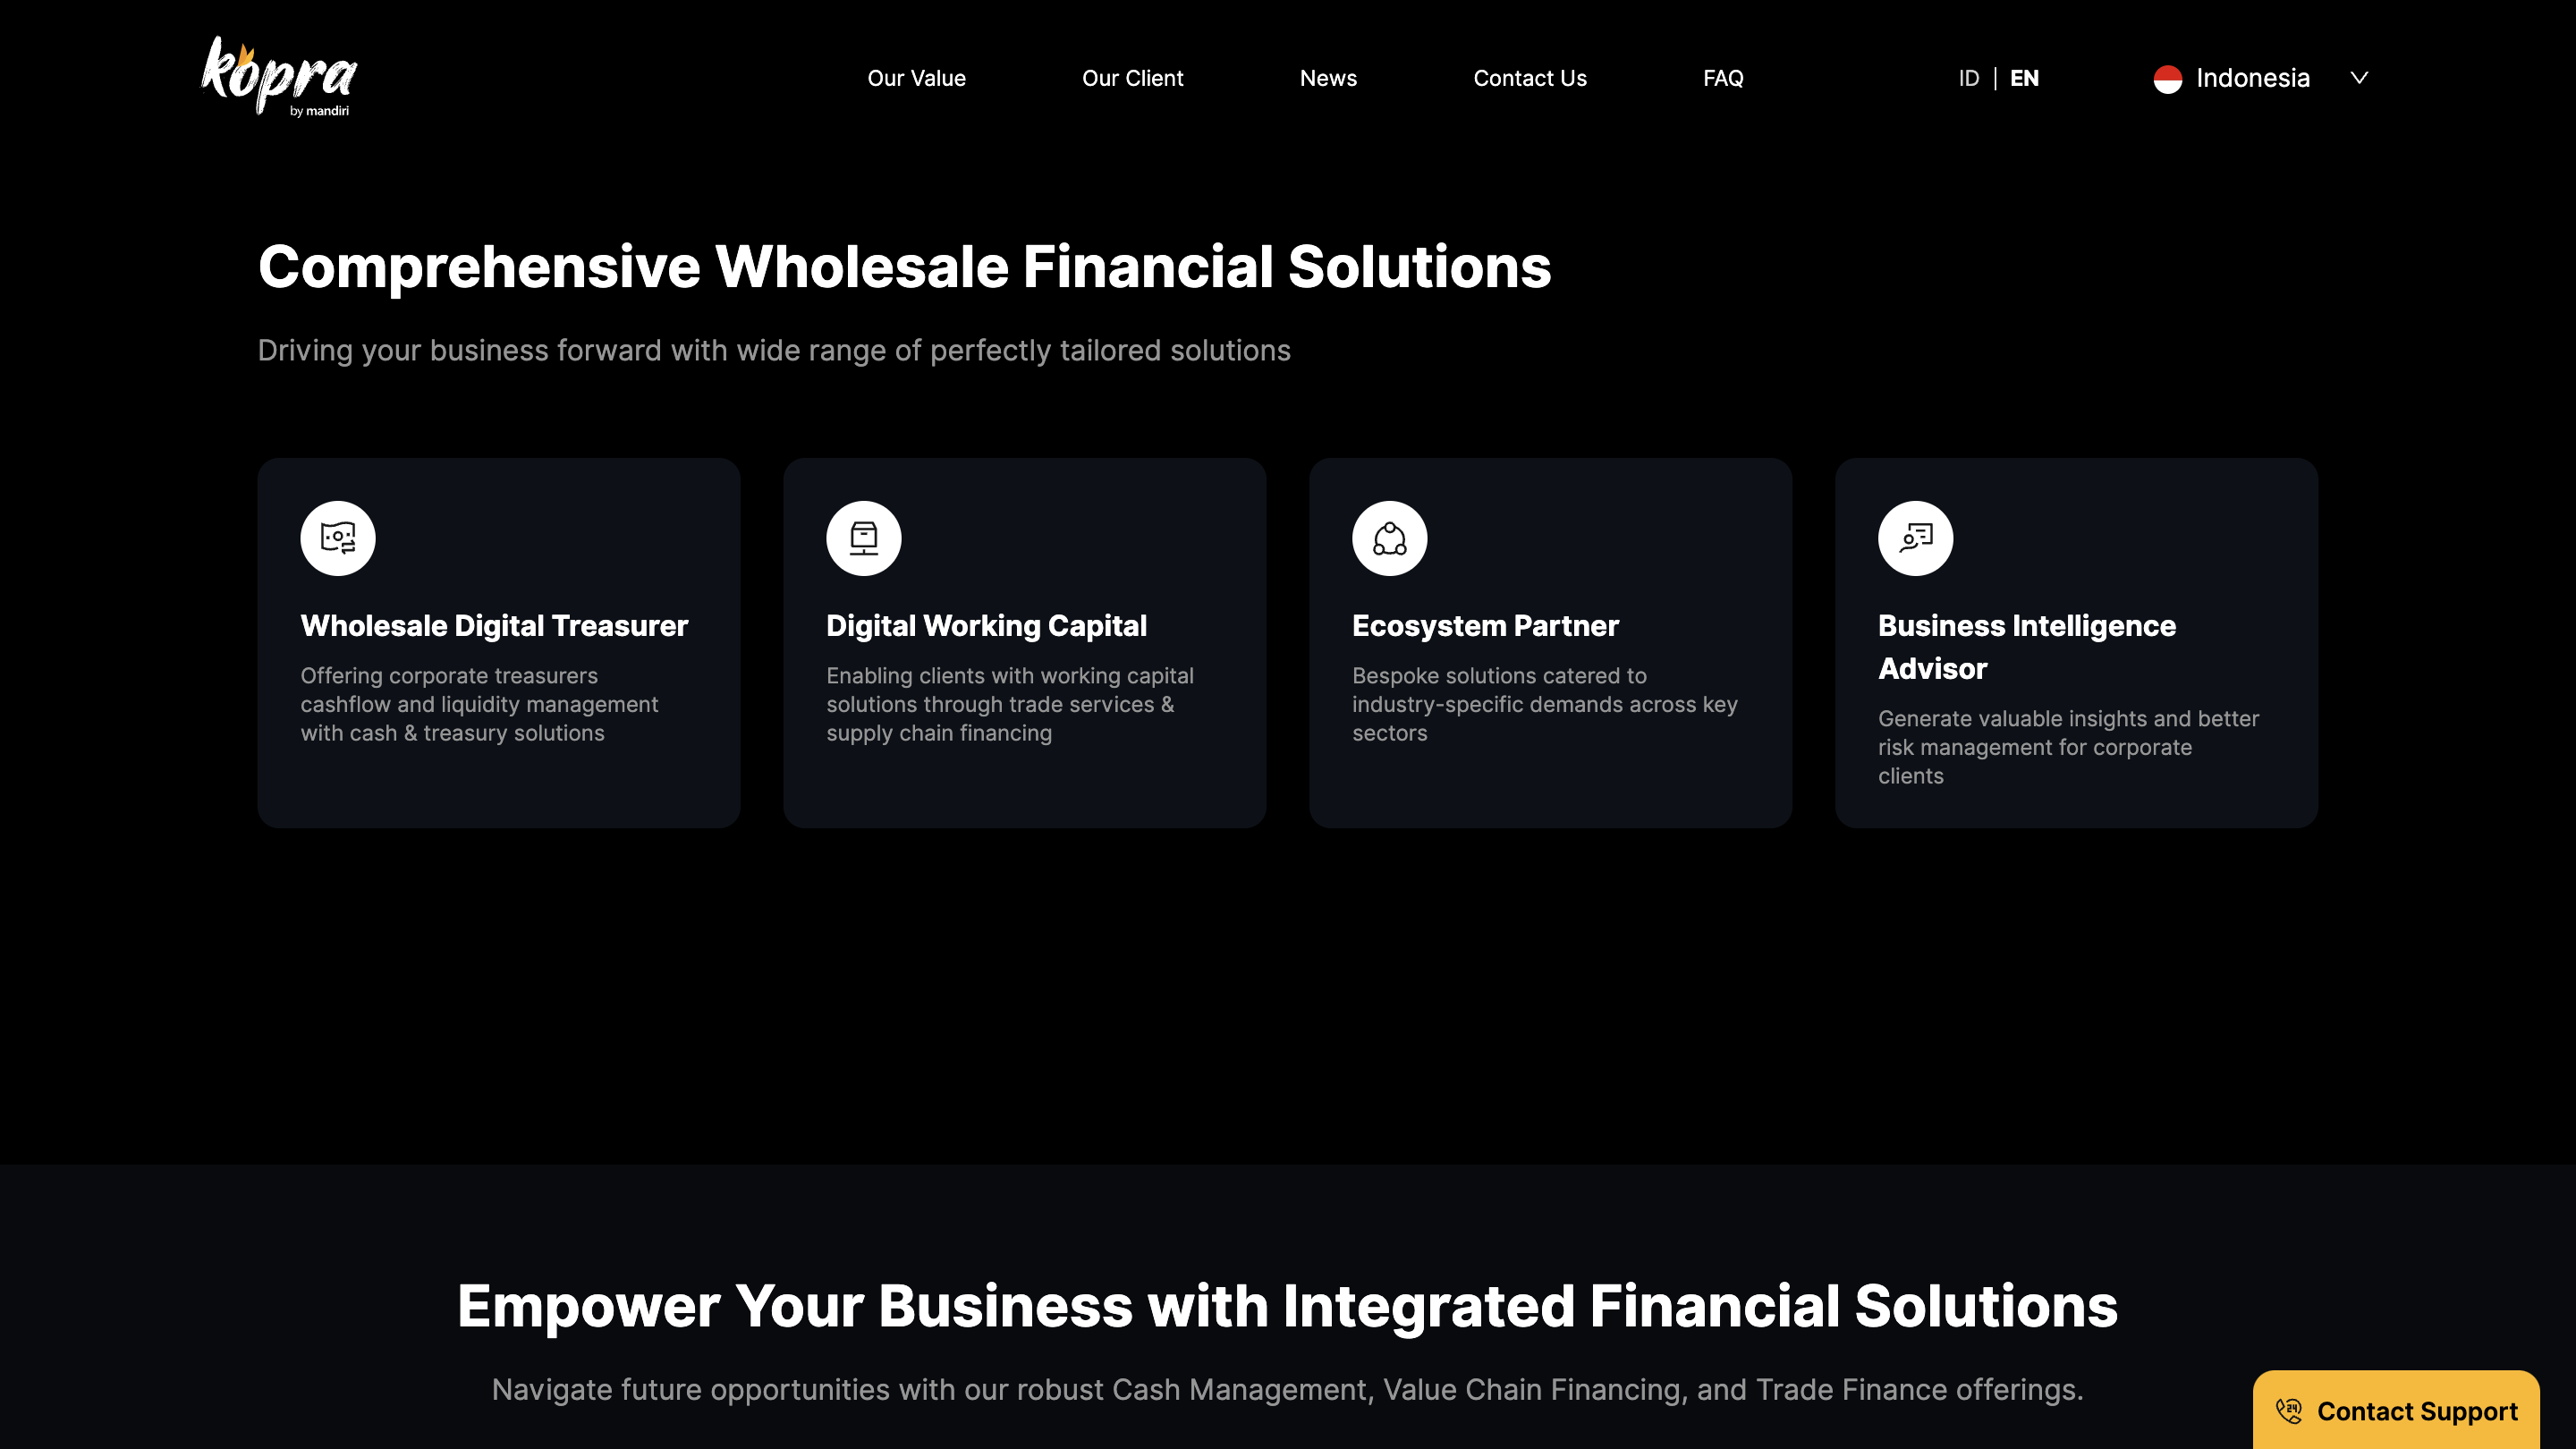 kopra
by mandiri
Our Value
Our Client
News
Contact Us
FAQ
ID | EN
Indonesia
Comprehensive Wholesale Financial Solutions
Driving your business forward with wide range of perfectly tailored solutions
Wholesale Digital Treasurer
Offering corporate treasurers
cashflow and liquidity management
with cash & treasury solutions
Digital Working Capital
Enabling clients with working capital
solutions through trade services &
supply chain financing
Ecosystem Partner
Bespoke solutions catered to
industry-specific demands across key
sectors
Business Intelligence
Advisor
Generate valuable insights and better
risk management for corporate
clients
Empower Your Business with Integrated Financial Solutions
Navigate future opportunities with our robust Cash Management, Value Chain Financing, and Trade Finance offerings.
24
Contact Support